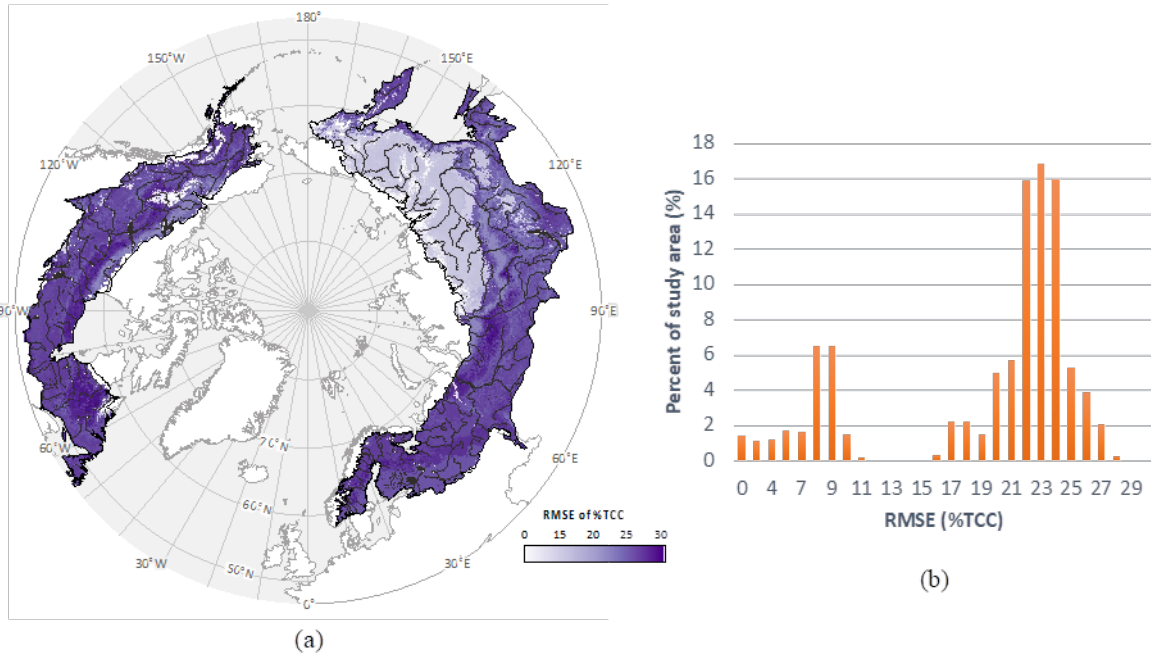 180°
150°W
150°E
120°W
120°E
90°W
90°E
60°W
60°E
70°N
60°N
50°N
30°W
30°E
0°
RMSE of %TCC
0 15 20 25 30
(a)
Percent of study area (%)
18
16
14
12
10
8
6
4
2
0
0 4 7 9 11 13 15 17 19 21 23 25 27 29
RMSE (%TCC)
(b)